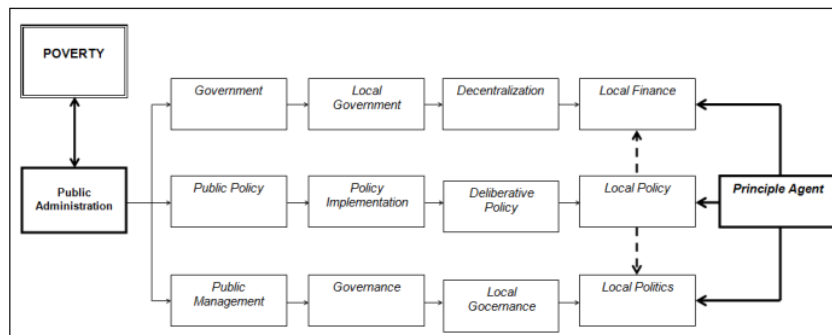 POVERTY
Government
Local
Government
Decentralization
Local Finance
Public
Administration
Public Policy
Policy
Implementation
Deliberative
Policy
Local Policy
Principle Agent
Public
Management
Governance
Local
Gocernance
Local Politics